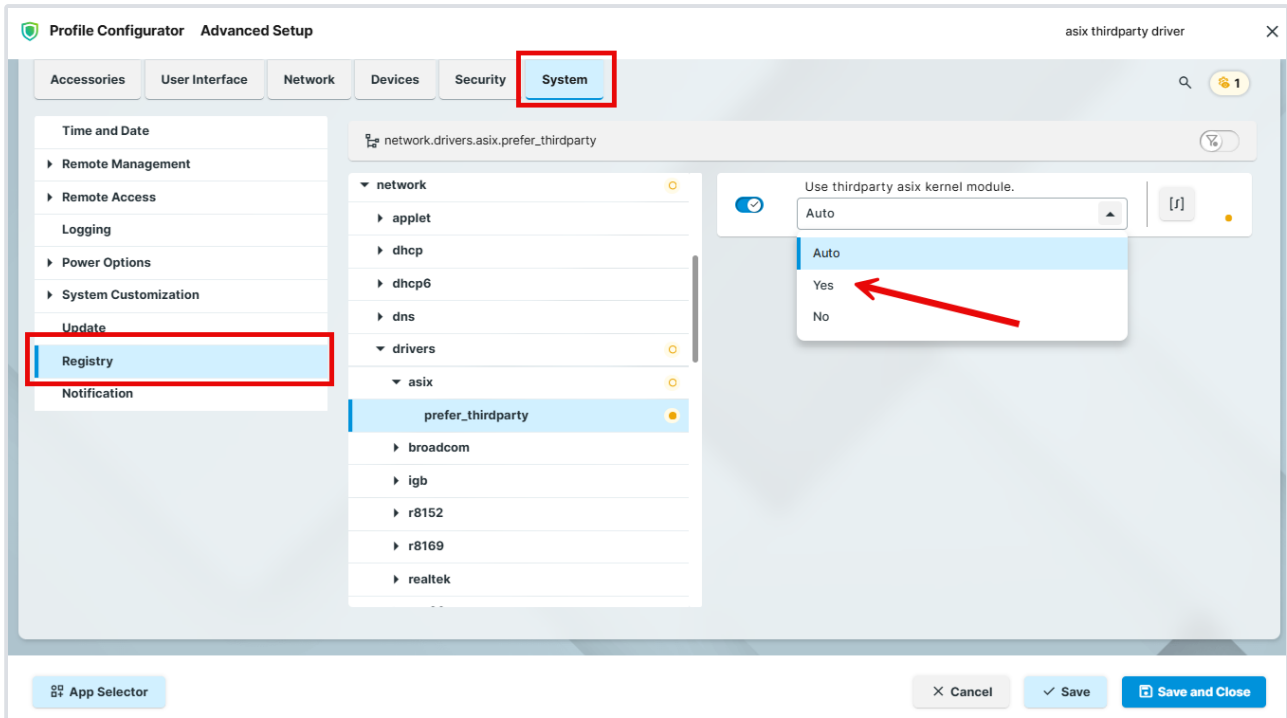 Profile Configurator Advanced Setup
asix thirdparty driver
Accessories
User Interface
Network
Devices
Security
System
1
Time and Date
Remote Management
Remote Access
Logging
Power Options
System Customization
Update
Registry
Notification
network.drivers.asix.prefer_thirdparty
network
applet
dhcp
dhcp6
dns
drivers
asix
prefer_thirdparty
broadcom
igb
r8152
r8169
realtek
Use thirdparty asix kernel module.
Auto
Auto
Yes
No
App Selector
Cancel
Save
Save and Close